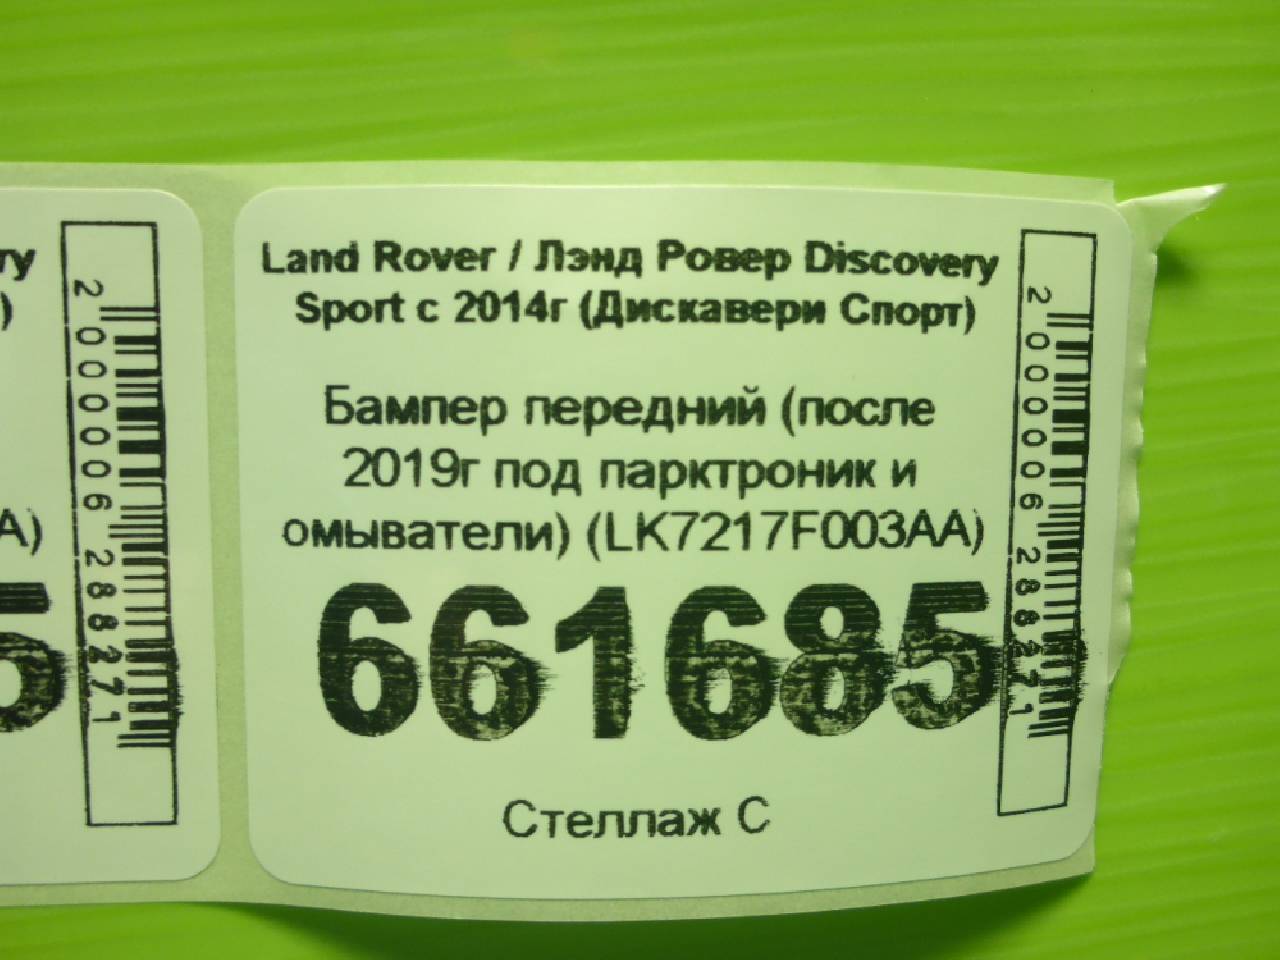 Land Rover / Лэнд Ровер Discovery
Sport с 2014г (Дискавери Спорт)
Бампер передний (после
2019г под парктроник и
омыватели) (LK7217F003AA)
661685
Стеллаж С
2000006288271
2000006288271